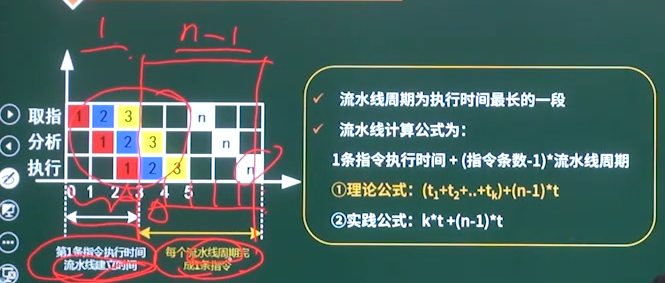 1
n-1
取指
1 2 3 n
分析
1 2 3 n
执行
1 2 3 n
0 1 2 3 4 5
第1条指令执行时间
流水线建立时间
每个流水线周期完
成1条指令
✓ 流水线周期为执行时间最长的一段
✓ 流水线计算公式为:
1条指令执行时间 + (指令条数-1)*流水线周期
①理论公式: (t₁+t₂+..+tₖ)+(n-1)*t
②实践公式: k*t +(n-1)*t